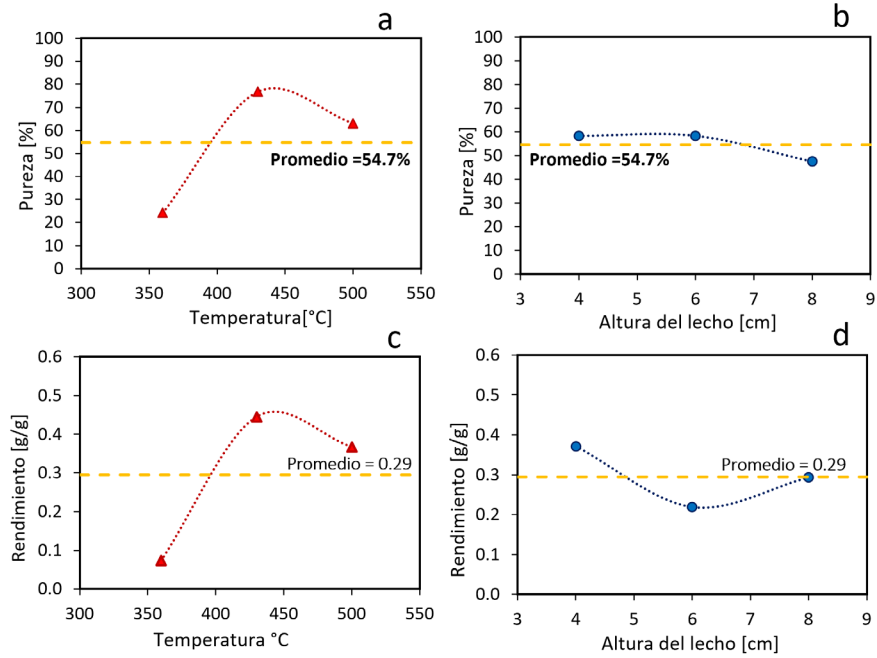 a
100
90
80
70
60
50
40
30
20
10
0
Pureza [%]
Promedio =54.7%
300 350 400 450 500 550
Temperatura[°C]
b
100
90
80
70
60
50
40
30
20
10
0
Pureza [%]
Promedio =54.7%
3 4 5 6 7 8 9
Altura del lecho [cm]
c
0.6
0.5
0.4
0.3
0.2
0.1
0.0
Rendimiento [g/g]
Promedio = 0.29
300 350 400 450 500 550
Temperatura °C
d
0.6
0.5
0.4
0.3
0.2
0.1
0.0
Rendimiento [g/g]
Promedio = 0.29
3 4 5 6 7 8 9
Altura del lecho [cm]